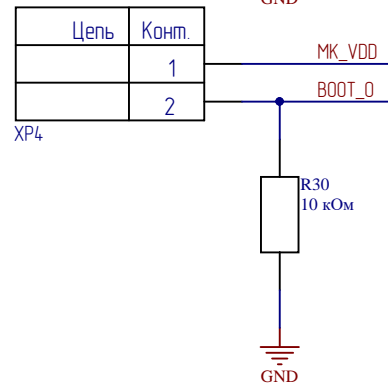 GND
Цепь Конт.
1 MK_VDD
2 BOOT_0
XP4
R30
10 кОм
GND